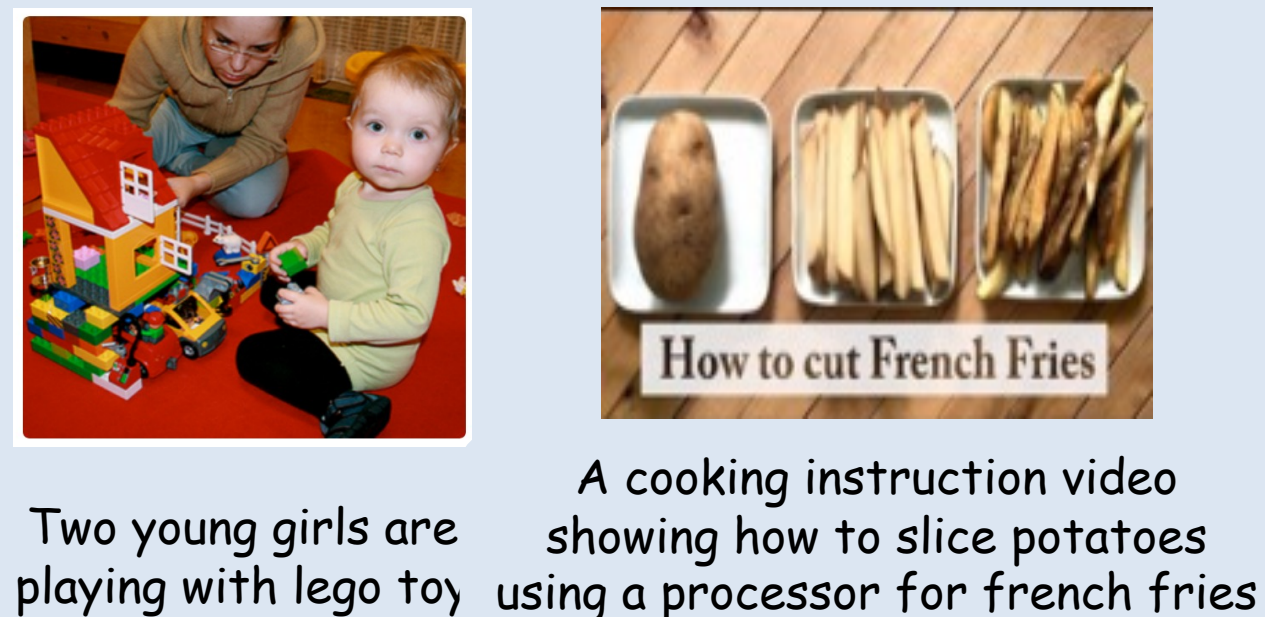 How to cut French Fries
Two young girls are
playing with lego toy
A cooking instruction video
showing how to slice potatoes
using a processor for french fries